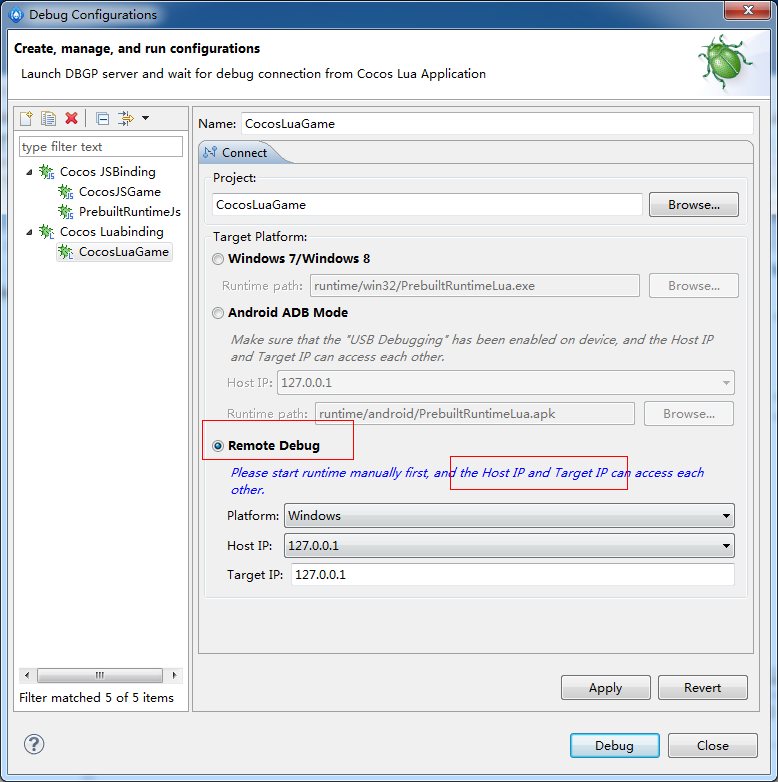 Debug Configurations
Create, manage, and run configurations
Launch DBGP server and wait for debug connection from Cocos Lua Application
type filter text
Cocos JSBinding
CocosJSGame
PrebuiltRuntimeJs
Cocos Luabinding
CocosLuaGame
Filter matched 5 of 5 items
Name: CocosLuaGame
Connect
Project:
CocosLuaGame Browse...
Target Platform:
Windows 7/Windows 8
Runtime path: runtime/win32/PrebuiltRuntimeLua.exe Browse...
Android ADB Mode
Make sure that the "USB Debugging" has been enabled on device, and the Host IP
and Target IP can access each other.
Host IP: 127.0.0.1
Runtime path: runtime/android/PrebuiltRuntimeLua.apk Browse...
Remote Debug
Please start runtime manually first, and the Host IP and Target IP can access each
other.
Platform: Windows
Host IP: 127.0.0.1
Target IP: 127.0.0.1
Apply Revert
? Debug Close